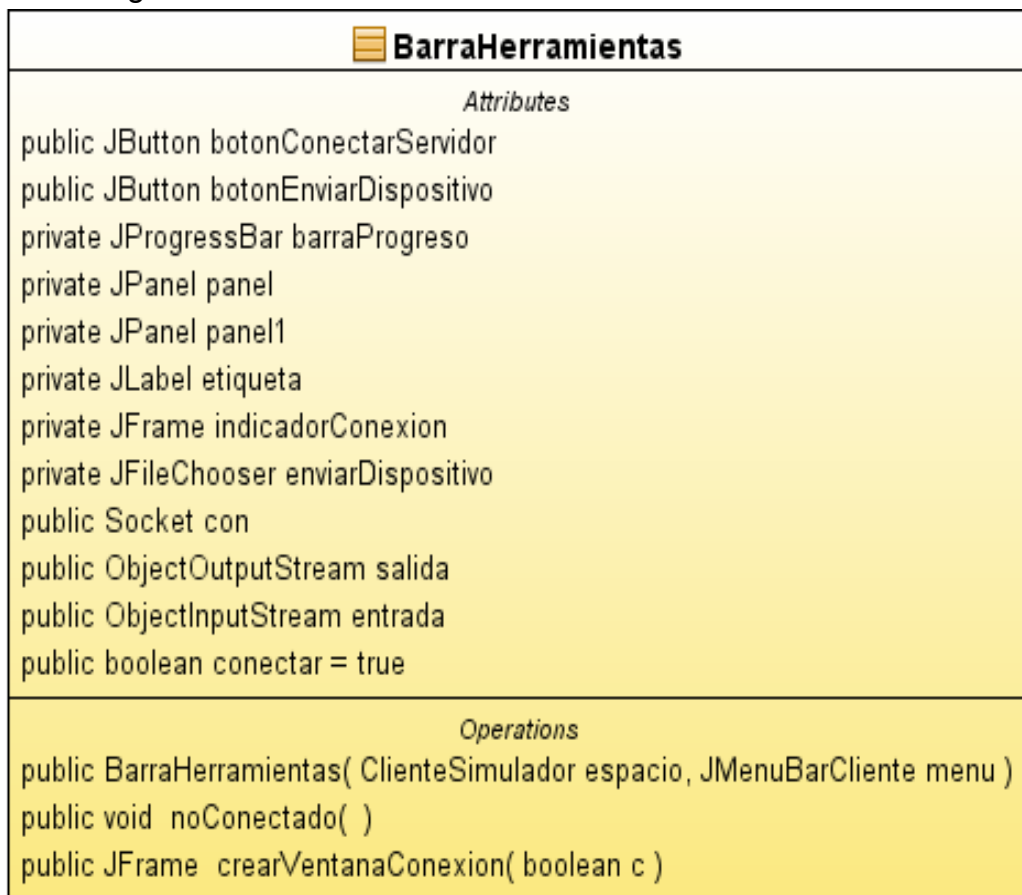 BarraHerramientas
Attributes
public JButton botonConectarServidor
public JButton botonEnviarDispositivo
private JProgressBar barraProgreso
private JPanel panel
private JPanel panel1
private JLabel etiqueta
private JFrame indicadorConexion
private JFileChooser enviarDispositivo
public Socket con
public ObjectOutputStream salida
public ObjectInputStream entrada
public boolean conectar = true
Operations
public BarraHerramientas( ClienteSimulador espacio, JMenuBarCliente menu )
public void noConectado( )
public JFrame crearVentanaConexion( boolean c )